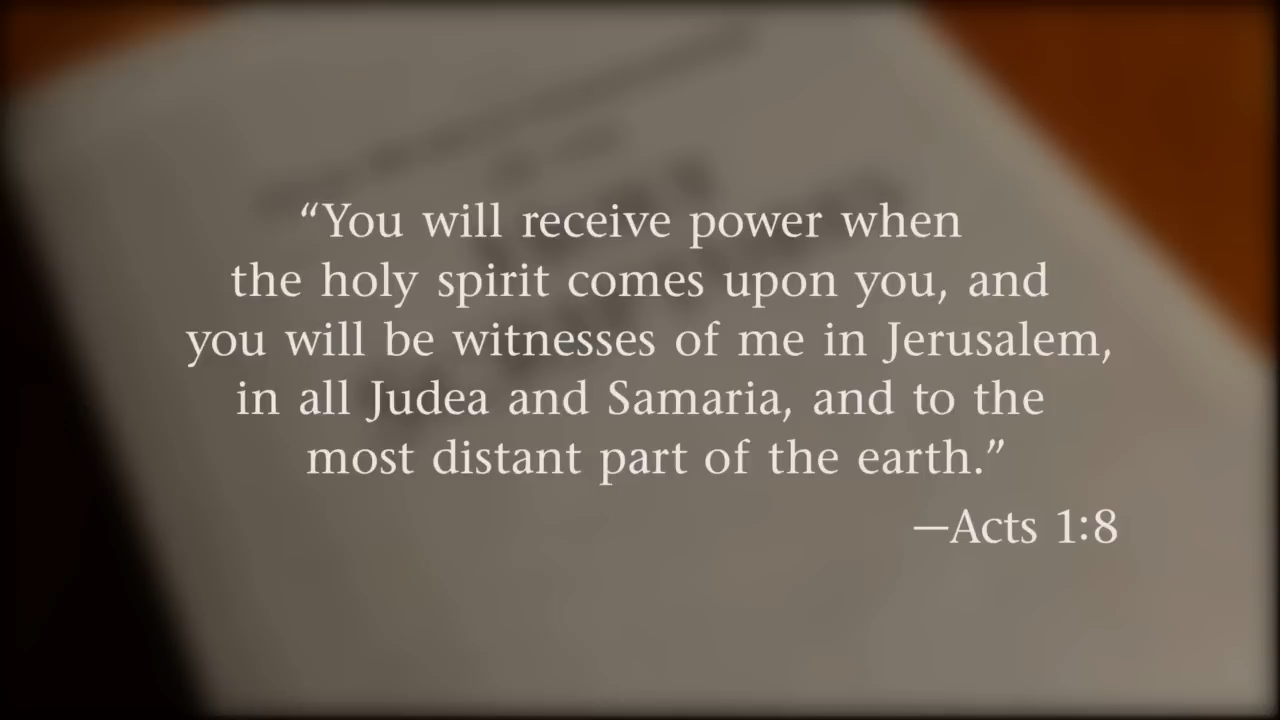 “You will receive power when
the holy spirit comes upon you, and
you will be witnesses of me in Jerusalem,
in all Judea and Samaria, and to the
most distant part of the earth.”
—Acts 1:8